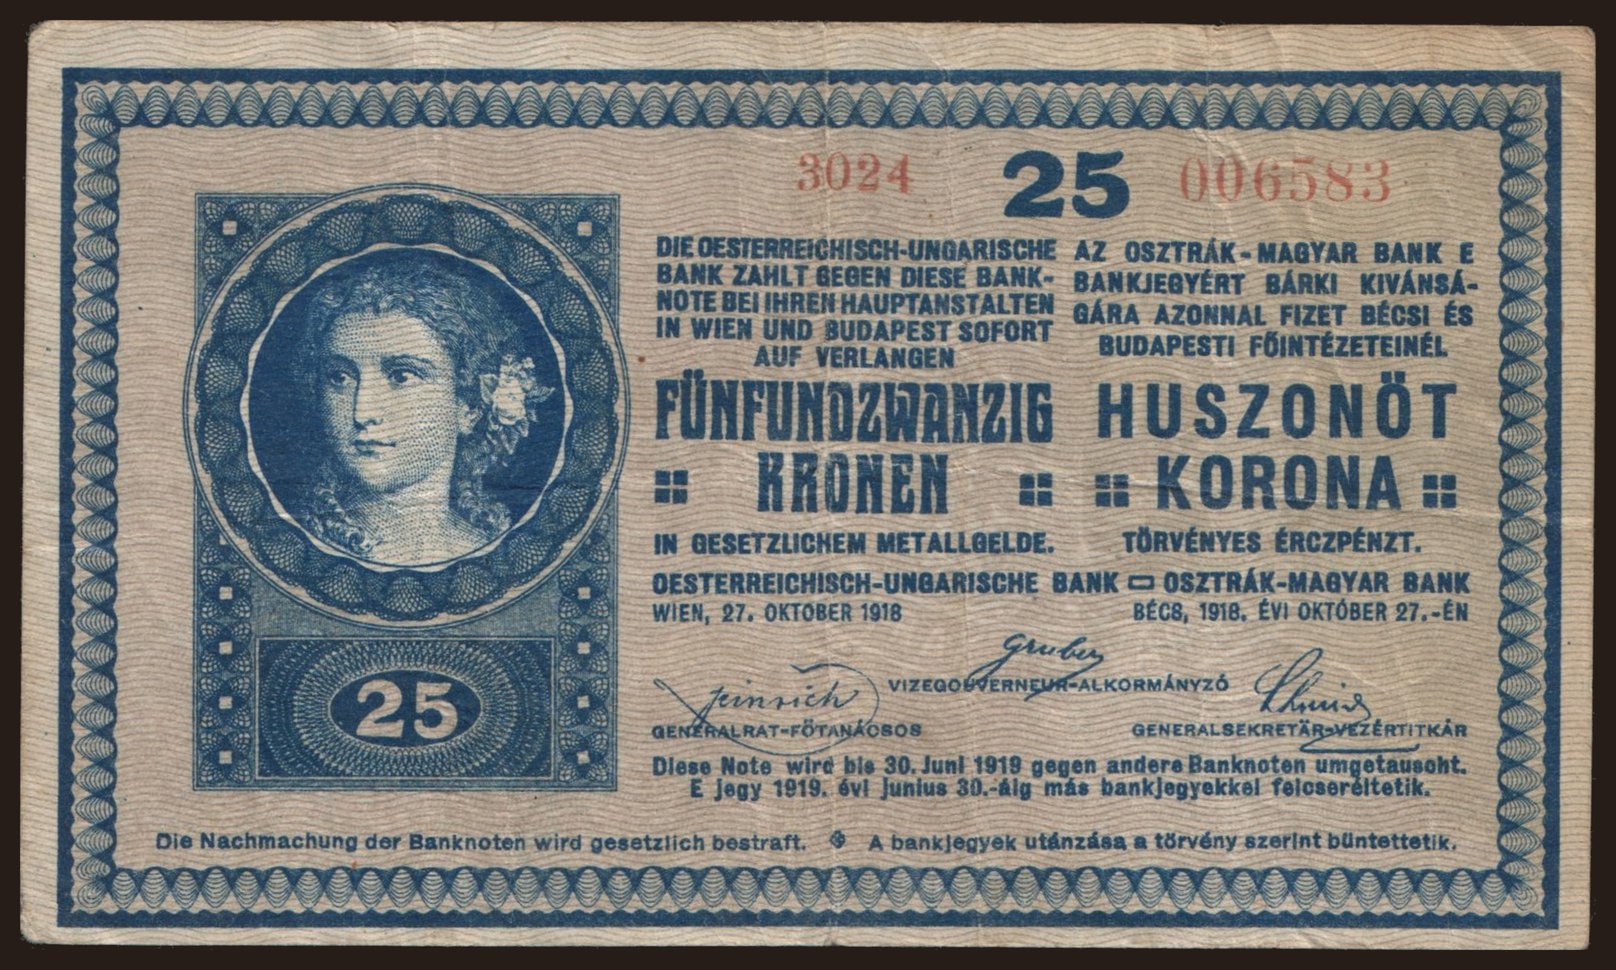 3024 25 006583
DIE OESTERREICHISCH-UNGARISCHE
BANK ZAHLT GEGEN DIESE BANK-
NOTE BEI IHREN HAUPTANSTALTEN
IN WIEN UND BUDAPEST SOFORT
AUF VERLANGEN
FÜNFUNDZWANZIG
KRONEN
IN GESETZLICHEM METALLGELDE.
AZ OSZTRÁK-MAGYAR BANK E
BANKJEGYÉRT BÁRKI KIVÁNSÁ-
GÁRA AZONNAL FIZET BÉCSI ÉS
BUDAPESTI FŐINTÉZETEINÉL
HUSZONÖT
KORONA
TÖRVÉNYES ÉRCZPÉNZT.
OESTERREICHISCH-UNGARISCHE BANK OSZTRÁK-MAGYAR BANK
WIEN, 27. OKTOBER 1918 BÉCS, 1918. ÉVI OKTÓBER 27.-ÉN
Gruber
VIZEGOUVERNEUR-ALKORMÁNYZÓ
GENERALRAT-FŐTANÁCSOS GENERALSEKRETÄR-VEZÉRTITKÁR
25
Diese Note wird bis 30. Juni 1919 gegen andere Banknoten umgetauscht.
E jegy 1919. évi junius 30.-áig más bankjegyekkel felcseréltetik.
Die Nachmachung der Banknoten wird gesetzlich bestraft. A bankjegyek utánzása a törvény szerint büntettetik.